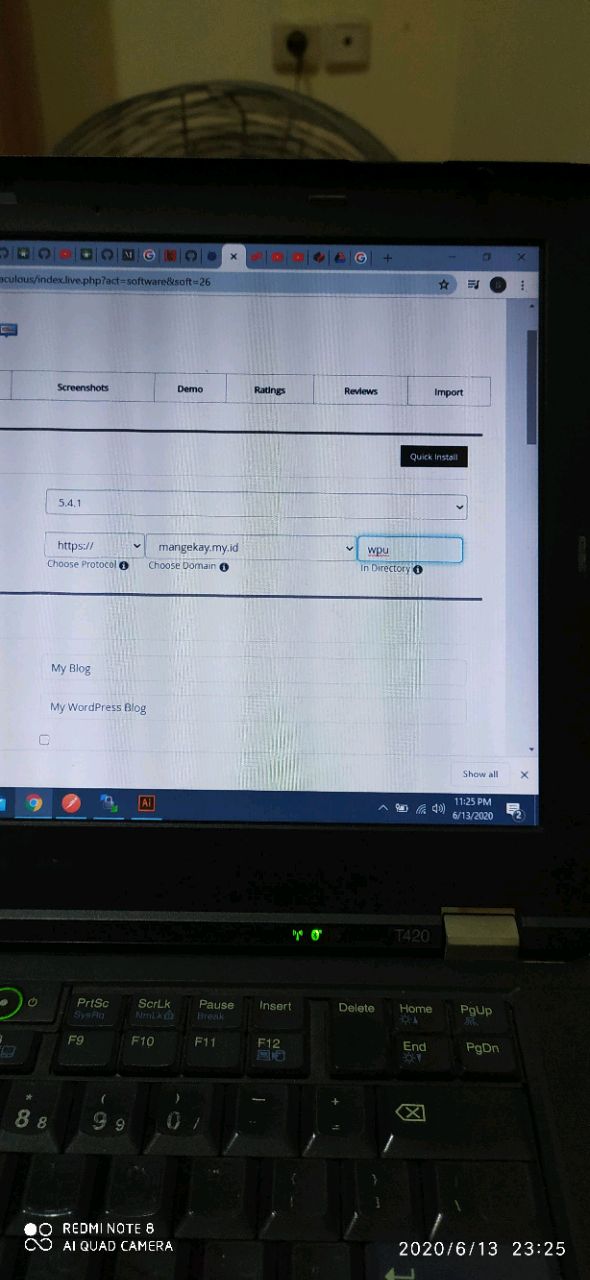 aculous/index.live.php?act=software&soft=26
Screenshots Demo Ratings Reviews Import
Quick Install
5.4.1
https:// mangekay.my.id wpu
Choose Protocol Choose Domain In Directory
My Blog
My WordPress Blog
Show all
Ai
11:25 PM
6/13/2020
2
T420
PrtSc ScrLk Pause Insert Delete Home PgUp
SysRq NmLk Break
F9 F10 F11 F12 End PgDn
* ( ) — +
8 8 9 9 0 / - =
REDMI NOTE 8
AI QUAD CAMERA
2020/6/13 23:25